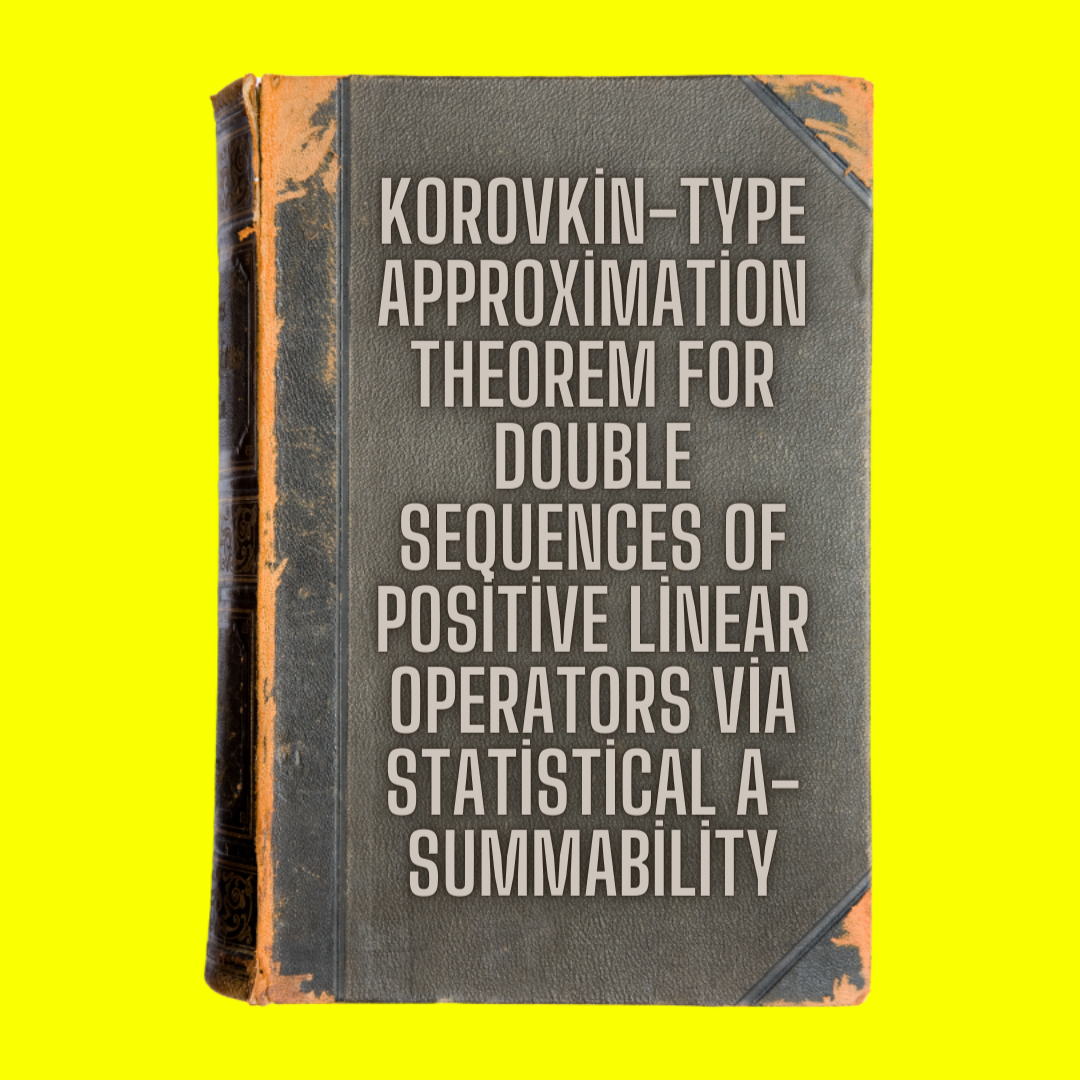 KOROVKİN-TYPE
APPROXİMATİON
THEOREM FOR
DOUBLE
SEQUENCES OF
POSİTİVE LİNEAR
OPERATORS VİA
STATİSTİCAL A-
SUMMABİLİTY